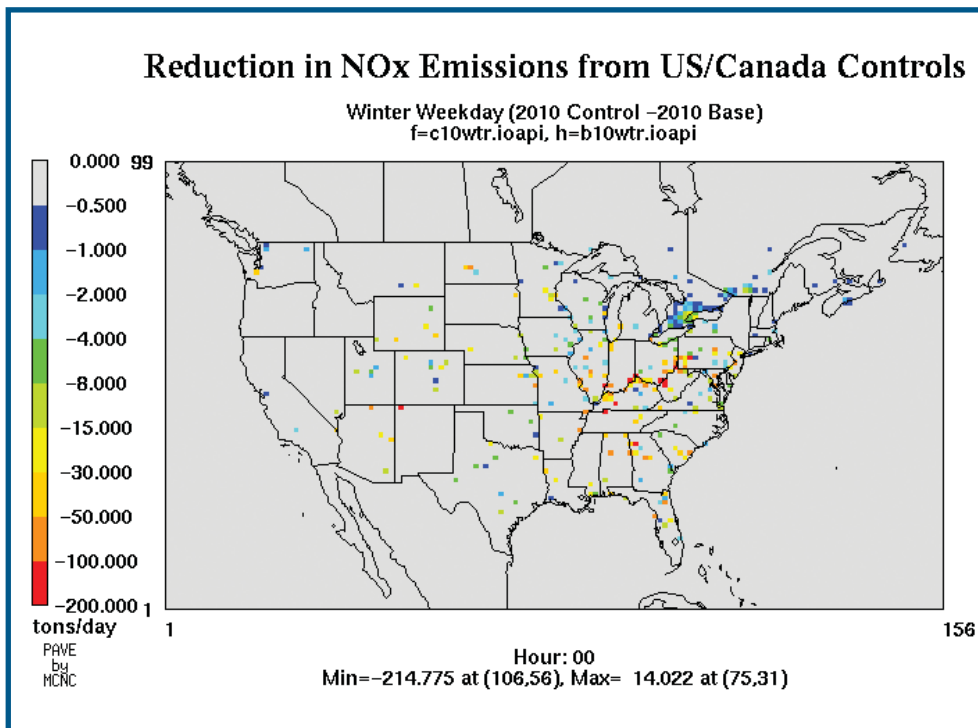 Reduction in NOx Emissions from US/Canada Controls
Winter Weekday (2010 Control −2010 Base)
f=c10wtr.ioapi, h=b10wtr.ioapi
0.000
−0.500
−1.000
−2.000
−4.000
−8.000
−15.000
−30.000
−50.000
−100.000
−200.000
tons/day
PAVE
by
MCNC
99
1
1
156
Hour: 00
Min=−214.775 at (106,56), Max= 14.022 at (75,31)